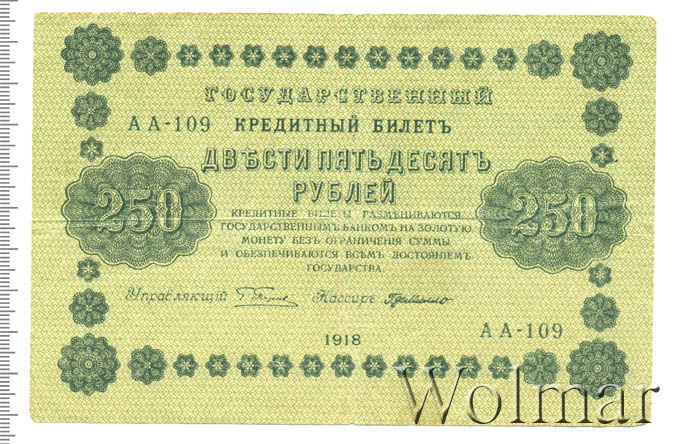 ГОСУДАРСТВЕННЫЙ
АА-109 КРЕДИТНЫЙ БИЛЕТЪ
ДВѢСТИ ПЯТЬДЕСЯТЪ
РУБЛЕЙ
250 250
КРЕДИТНЫЕ БИЛЕТЫ РАЗМѢНИВАЮТСЯ
ГОСУДАРСТВЕННЫМЪ БАНКОМЪ НА ЗОЛОТУЮ
МОНЕТУ БЕЗЪ ОГРАНИЧЕНІЯ СУММЫ
И ОБЕЗПЕЧИВАЮТСЯ ВСѢМЪ ДОСТОЯНІЕМЪ
ГОСУДАРСТВА.
Управляющій Кассиръ
1918
АА-109
Wolmar